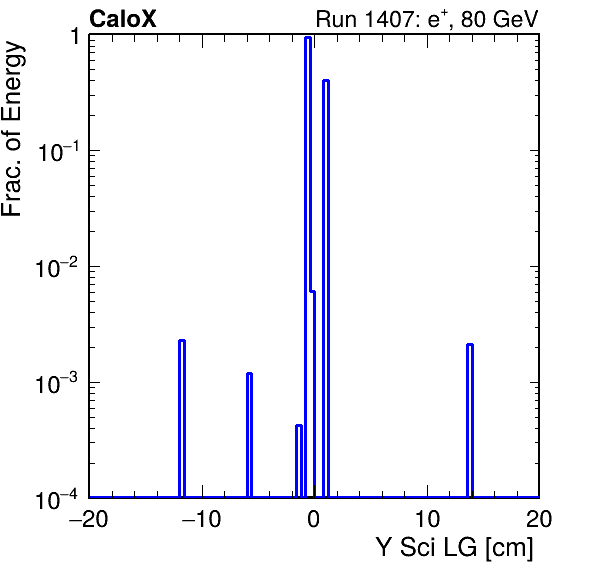 CaloX Run 1407: e⁺, 80 GeV
Frac. of Energy
1
10⁻¹
10⁻²
10⁻³
10⁻⁴
−20 −10 0 10 20
Y Sci LG [cm]